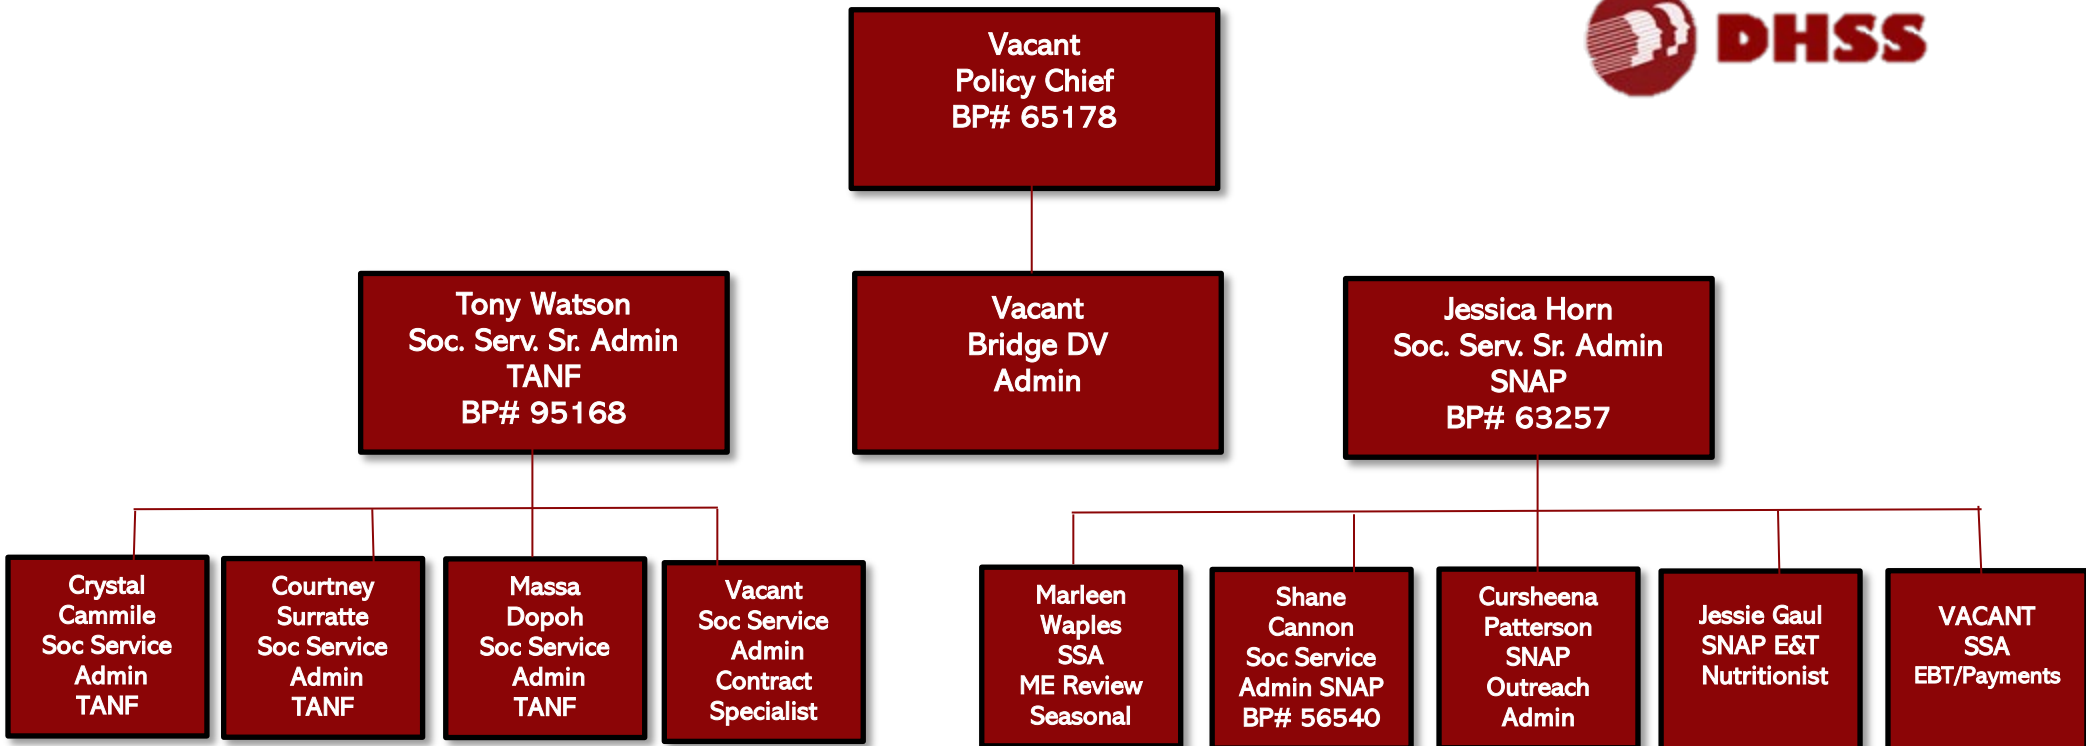 DHSS
Vacant
Policy Chief
BP# 65178
Tony Watson
Soc. Serv. Sr. Admin
TANF
BP# 95168
Vacant
Bridge DV
Admin
Jessica Horn
Soc. Serv. Sr. Admin
SNAP
BP# 63257
Crystal
Cammile
Soc Service
Admin
TANF
Courtney
Surratte
Soc Service
Admin
TANF
Massa
Dopoh
Soc Service
Admin
TANF
Vacant
Soc Service
Admin
Contract
Specialist
Marleen
Waples
SSA
ME Review
Seasonal
Shane
Cannon
Soc Service
Admin SNAP
BP# 56540
Cursheena
Patterson
SNAP
Outreach
Admin
Jessie Gaul
SNAP E&T
Nutritionist
VACANT
SSA
EBT/Payments